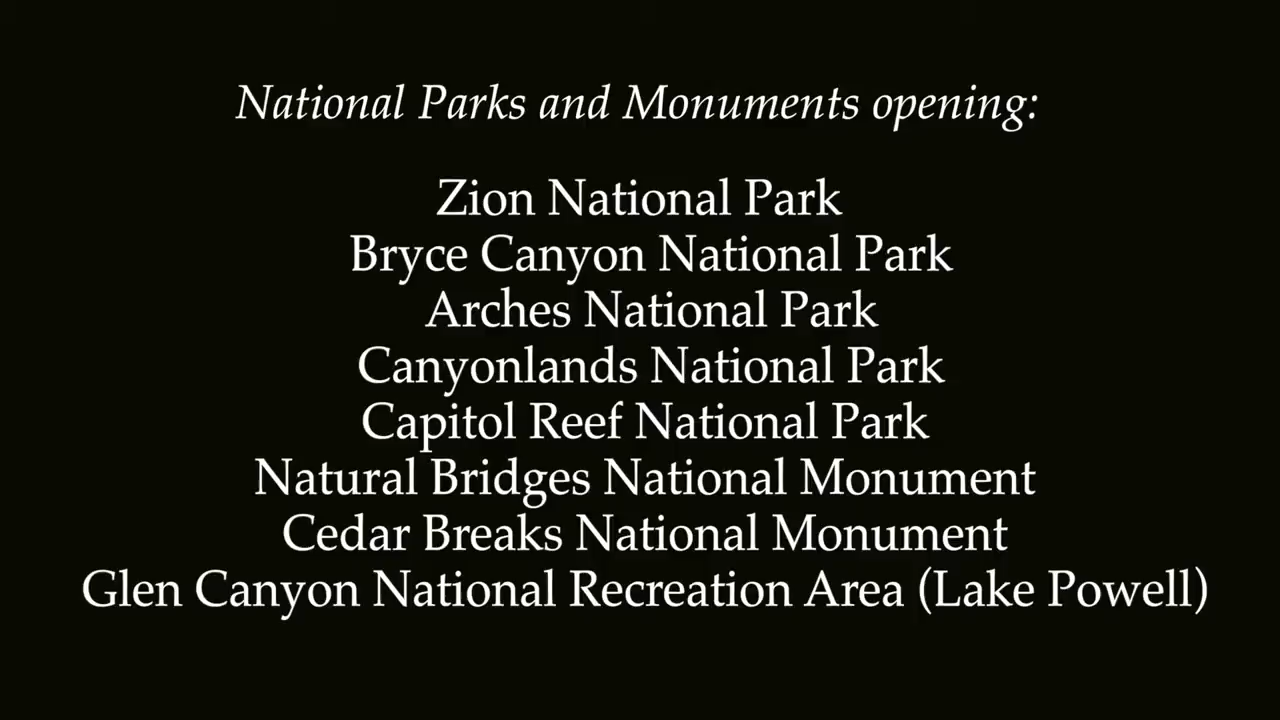 National Parks and Monuments opening:
Zion National Park
Bryce Canyon National Park
Arches National Park
Canyonlands National Park
Capitol Reef National Park
Natural Bridges National Monument
Cedar Breaks National Monument
Glen Canyon National Recreation Area (Lake Powell)